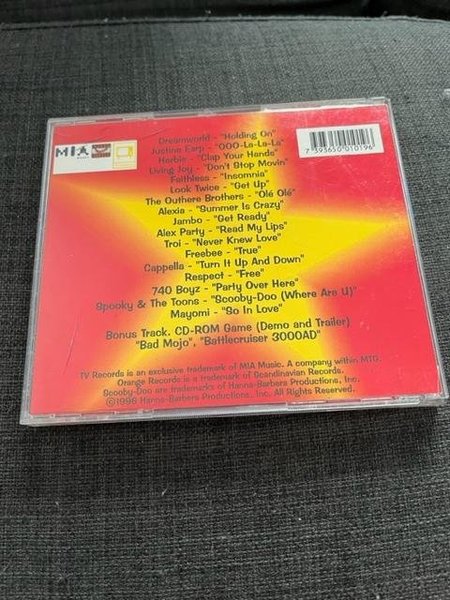 MIA
7 393650 010196
Dreamworld - "Holding On"
Justine Earp - "OOO-La-La-La"
Herbie - "Clap Your Hands"
Living Joy - "Don't Stop Movin'
Faithless - "Insomnia"
Look Twice - "Get Up"
The Outhere Brothers - "Olé Olé"
Alexia - "Summer Is Crazy"
Jambo - "Get Ready"
Alex Party - "Read My Lips"
Troi - "Never Knew Love"
Freebee - "True"
Cappella - "Turn It Up And Down"
Respect - "Free"
740 Boyz - "Party Over Here"
Spooky & The Toons - "Scooby-Doo (Where Are U)"
Mayomi - "So In Love"
Bonus Track. CD-ROM Game (Demo and Trailer)
"Bad Mojo", "Battlecruiser 3000AD"
TV Records is an exclusive trademark of MIA Music. A company within MTG.
Orange Records is a trademark of Scandinavian Records.
Scooby-Doo are trademarks of Hanna-Barbera Productions, Inc.
©1996 Hanna-Barbera Productions, Inc. All Rights Reserved.